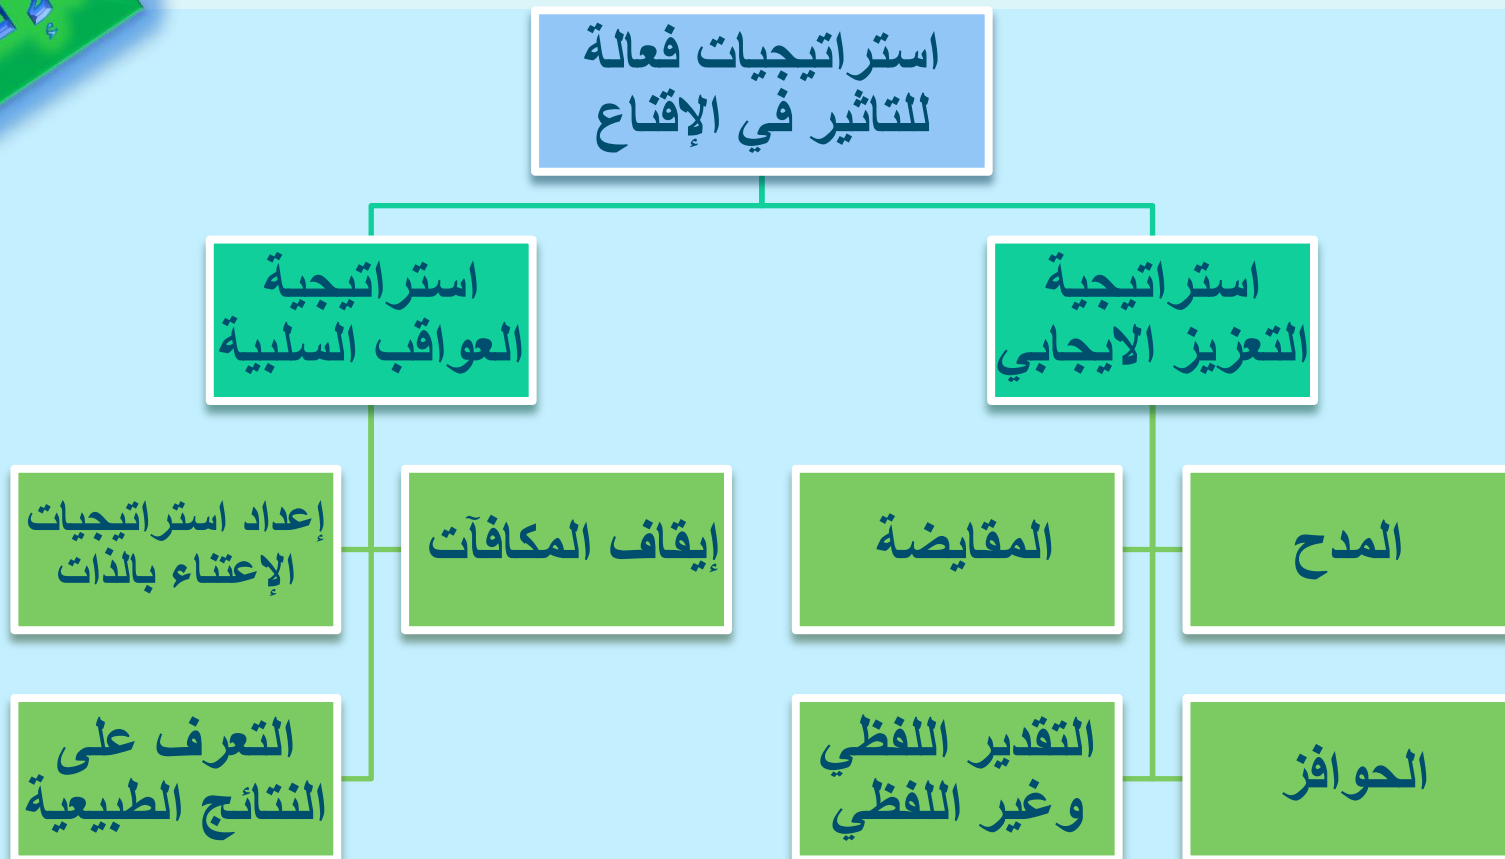 استراتيجيات فعالة
للتاثير في الإقناع
استراتيجية
التعزيز الايجابي
استراتيجية
العواقب السلبية
المدح
المقايضة
إيقاف المكافآت
إعداد استراتيجيات
الإعتناء بالذات
الحوافز
التقدير اللفظي
وغير اللفظي
التعرف على
النتائج الطبيعية